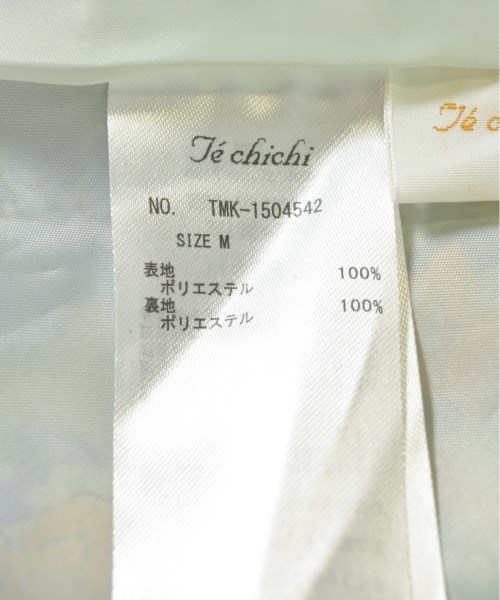 Té chichi
Té c
NO. TMK-1504542
SIZE M
表地
ポリエステル 100%
裏地
ポリエステル 100%